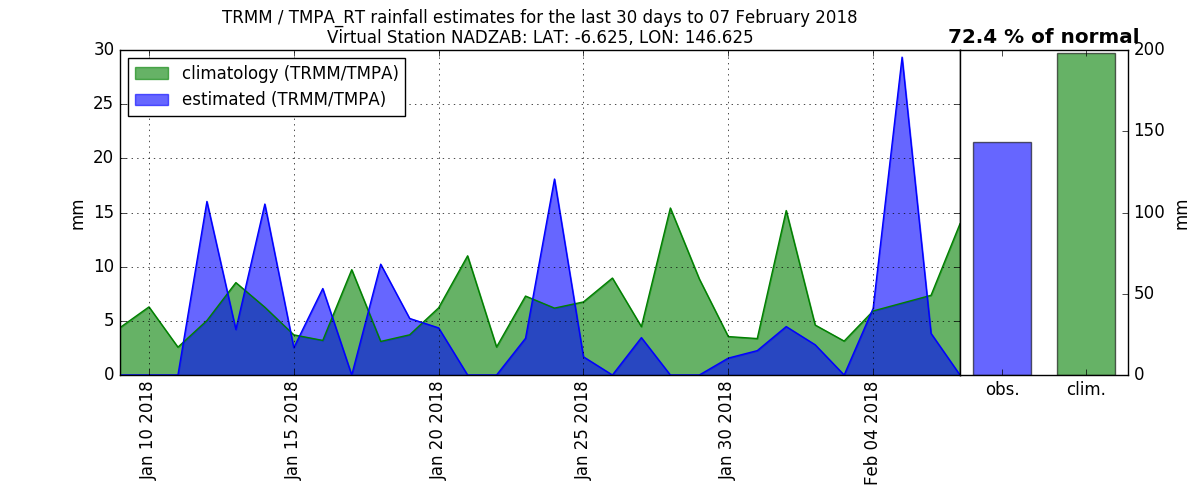 TRMM / TMPA_RT rainfall estimates for the last 30 days to 07 February 2018
Virtual Station NADZAB: LAT: -6.625, LON: 146.625
72.4 % of normal
climatology (TRMM/TMPA)
estimated (TRMM/TMPA)
30
25
20
15
10
5
0
mm
Jan 10 2018
Jan 15 2018
Jan 20 2018
Jan 25 2018
Jan 30 2018
Feb 04 2018
obs.
clim.
200
150
100
50
0
mm